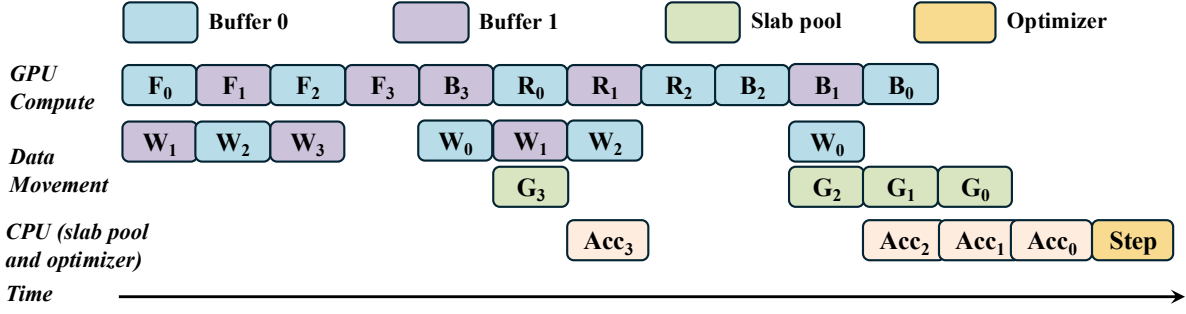 Buffer 0 Buffer 1 Slab pool Optimizer
GPU
Compute
F₀ F₁ F₂ F₃ B₃ R₀ R₁ R₂ B₂ B₁ B₀
Data
Movement
W₁ W₂ W₃ W₀ W₁ W₂ W₀
G₃ G₂ G₁ G₀
CPU (slab pool
and optimizer)
Acc₃ Acc₂ Acc₁ Acc₀ Step
Time